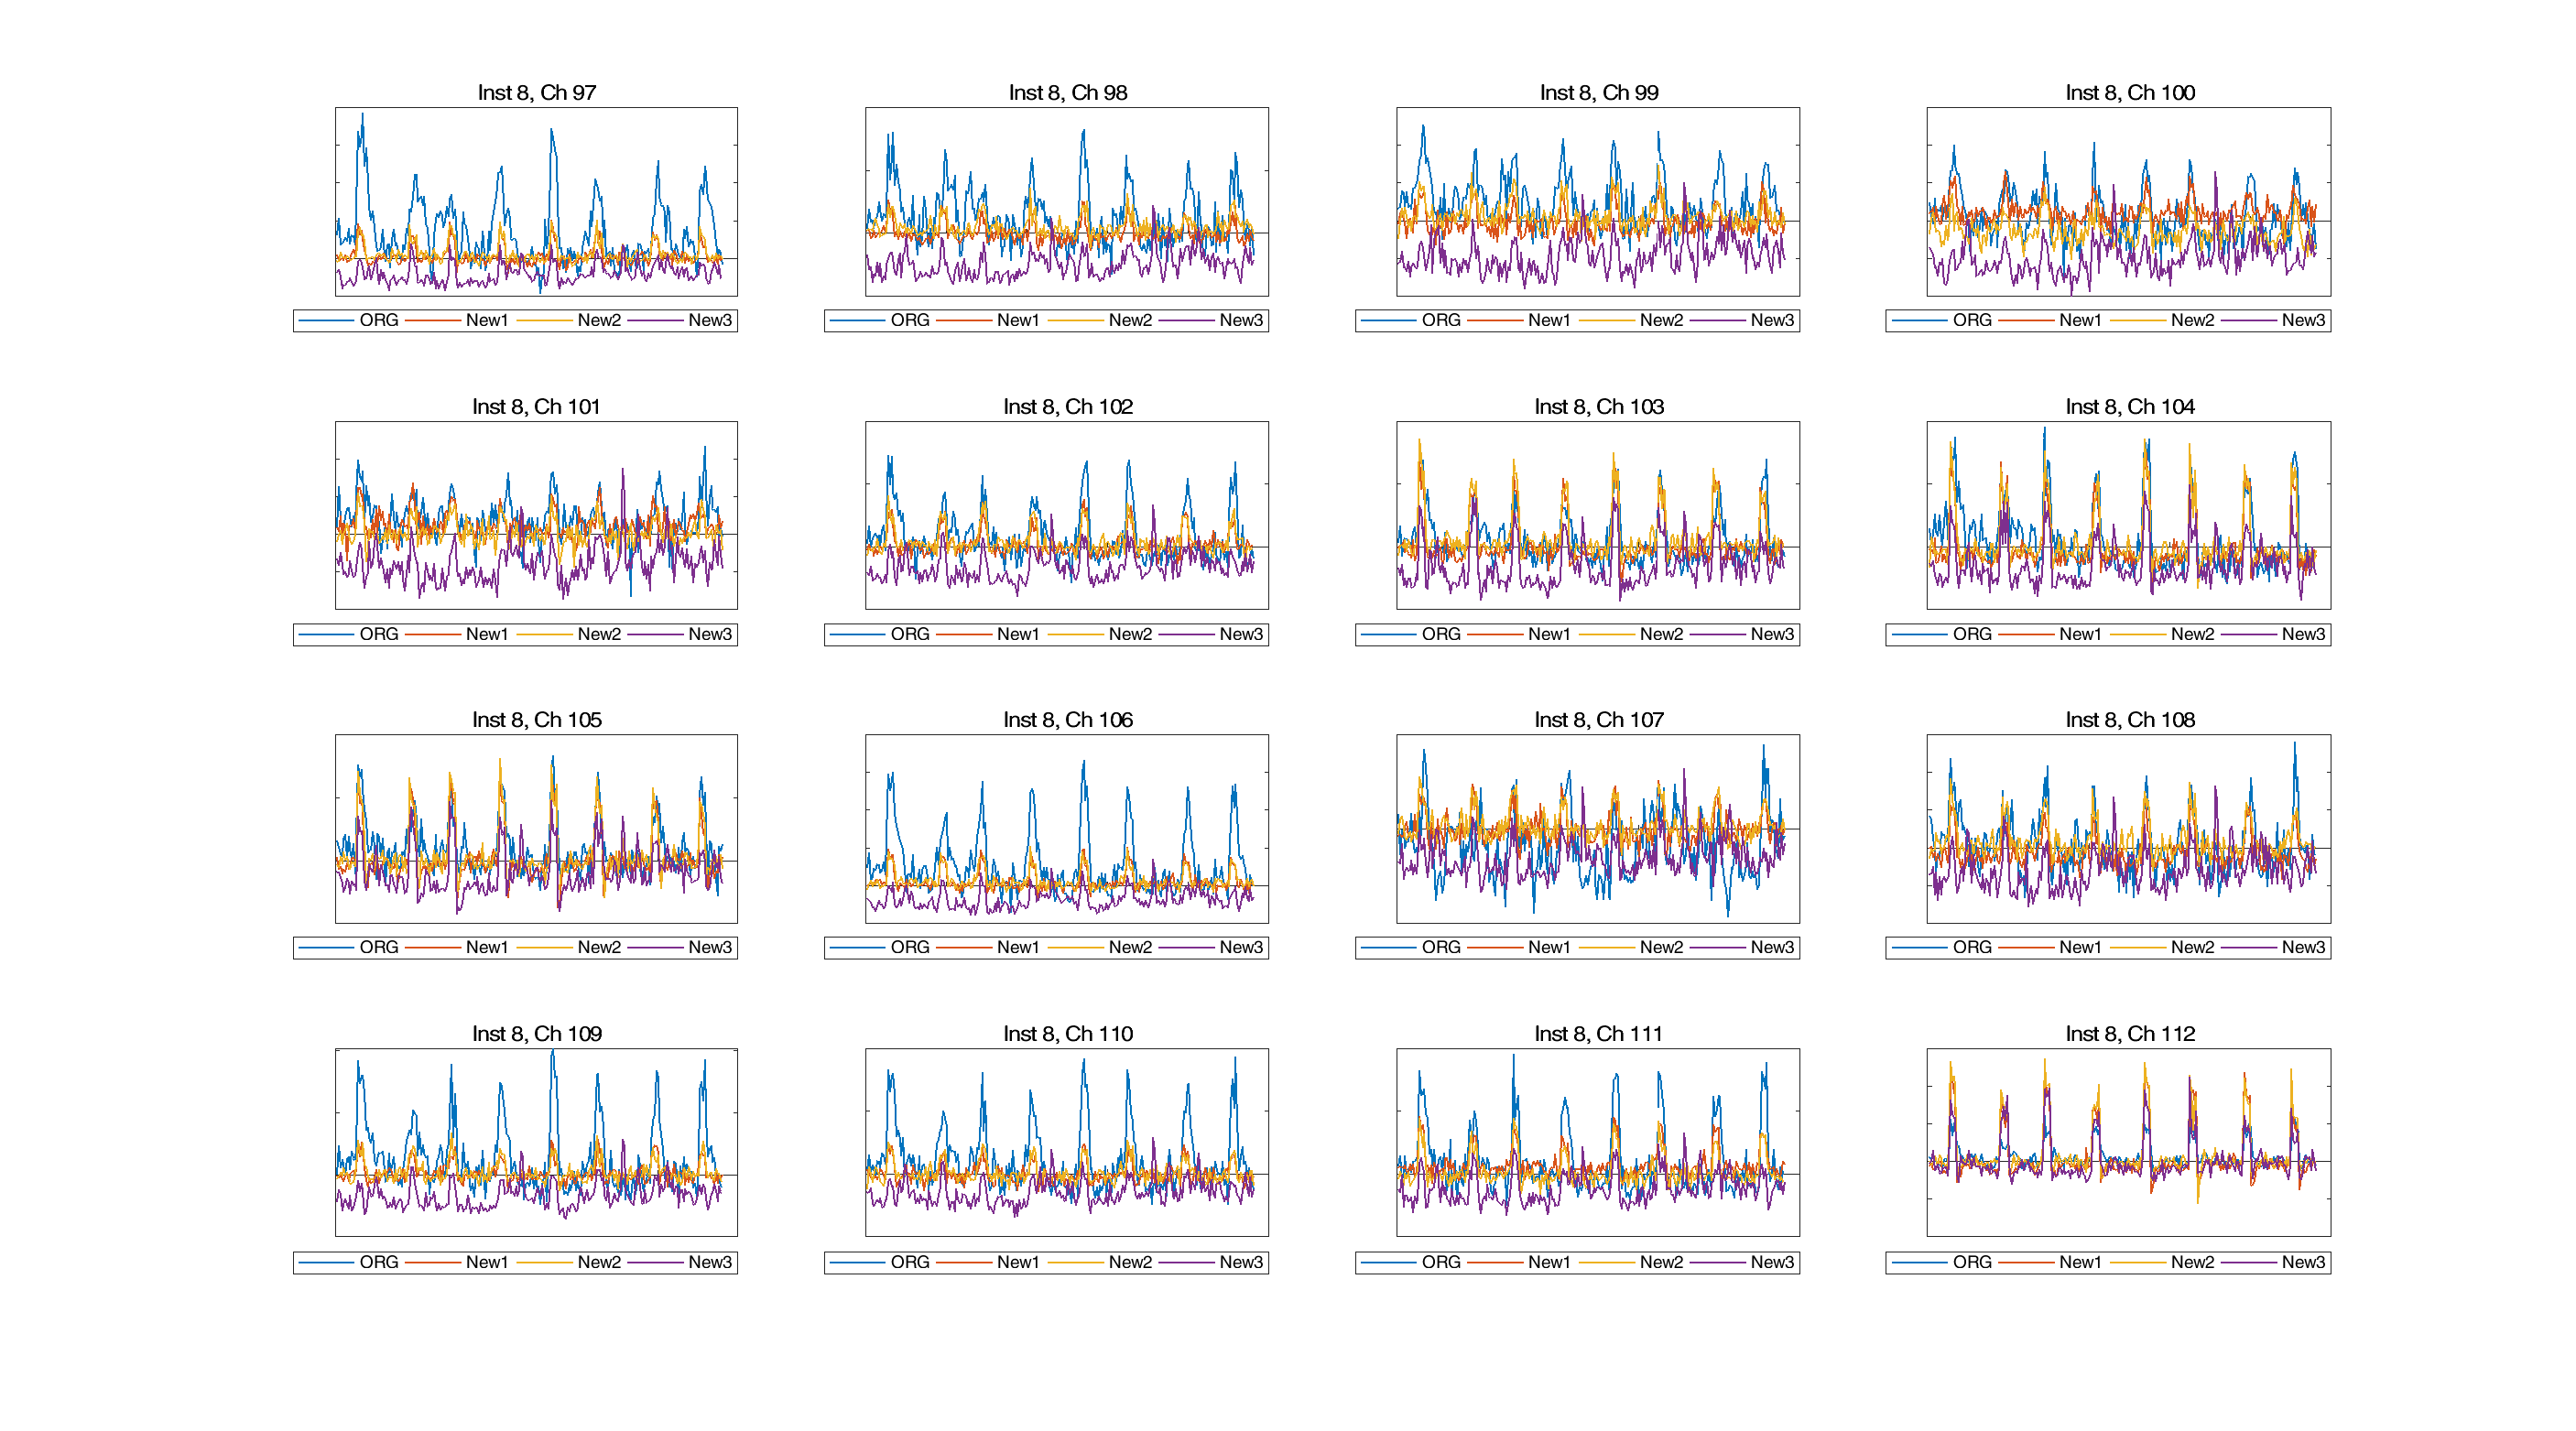 Inst 8, Ch 97
Inst 8, Ch 98
Inst 8, Ch 99
Inst 8, Ch 100
ORG New1 New2 New3
ORG New1 New2 New3
ORG New1 New2 New3
ORG New1 New2 New3
Inst 8, Ch 101
Inst 8, Ch 102
Inst 8, Ch 103
Inst 8, Ch 104
ORG New1 New2 New3
ORG New1 New2 New3
ORG New1 New2 New3
ORG New1 New2 New3
Inst 8, Ch 105
Inst 8, Ch 106
Inst 8, Ch 107
Inst 8, Ch 108
ORG New1 New2 New3
ORG New1 New2 New3
ORG New1 New2 New3
ORG New1 New2 New3
Inst 8, Ch 109
Inst 8, Ch 110
Inst 8, Ch 111
Inst 8, Ch 112
ORG New1 New2 New3
ORG New1 New2 New3
ORG New1 New2 New3
ORG New1 New2 New3